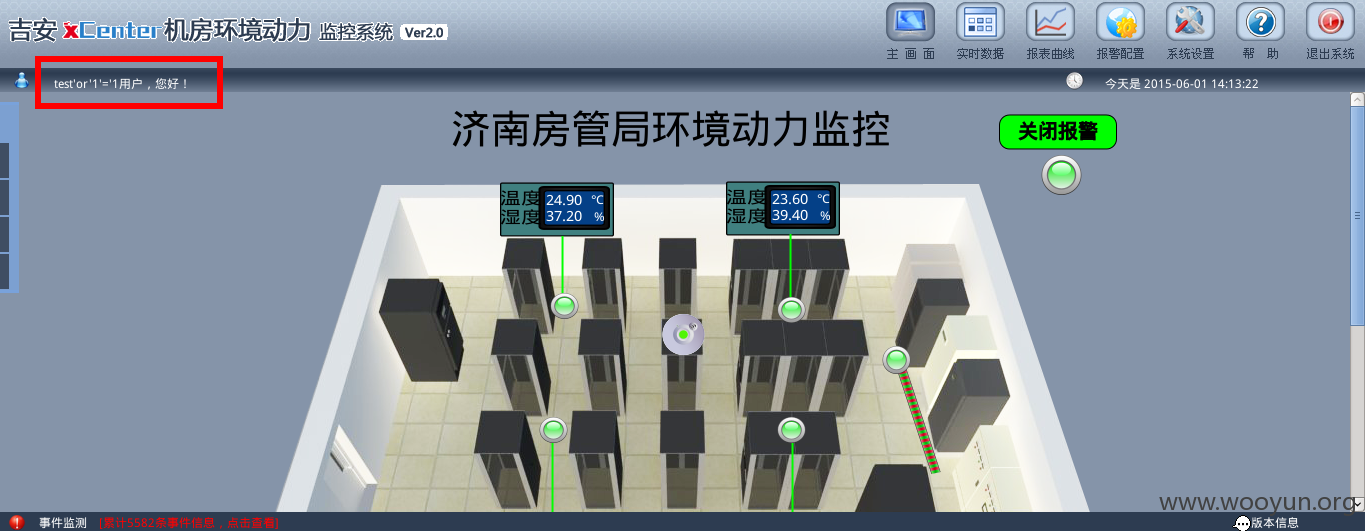 吉安 xCenter 机房环境动力 监控系统 Ver2.0
主 画 面 实时数据 报表曲线 报警配置 系统设置 帮 助 退出系统
test'or'1'='1用户，您好！
今天是 2015-06-01 14:13:22
济南房管局环境动力监控
关闭报警
温度 24.90 ℃
湿度 37.20 %
温度 23.60 ℃
湿度 39.40 %
www.wooyun.org
事件监测 [累计5382条事件信息，点击查看]
版本信息